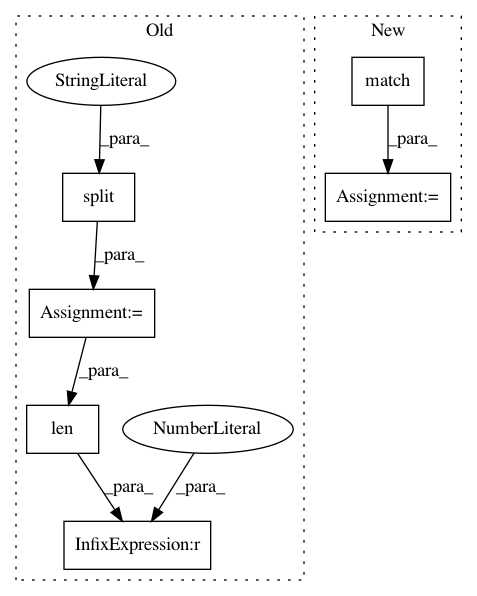 Old
New
StringLiteral
match
_para_
_para_
split
Assignment:=
_para_
Assignment:=
_para_
len
NumberLiteral
_para_
_para_
InfixExpression:r